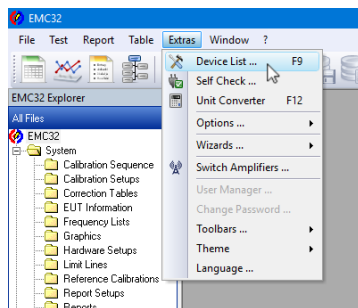 EMC32
File Test Report Table Extras Window ?
Device List ... F9
Self Check ...
Unit Converter F12
Options ...
Wizards ...
Switch Amplifiers ...
User Manager ...
Change Password ...
Toolbars ...
Theme
Language ...
EMC32 Explorer
All Files
EMC32
System
Calibration Sequence
Calibration Setups
Correction Tables
EUT Information
Frequency Lists
Graphics
Hardware Setups
Limit Lines
Reference Calibrations
Report Setups
Reports